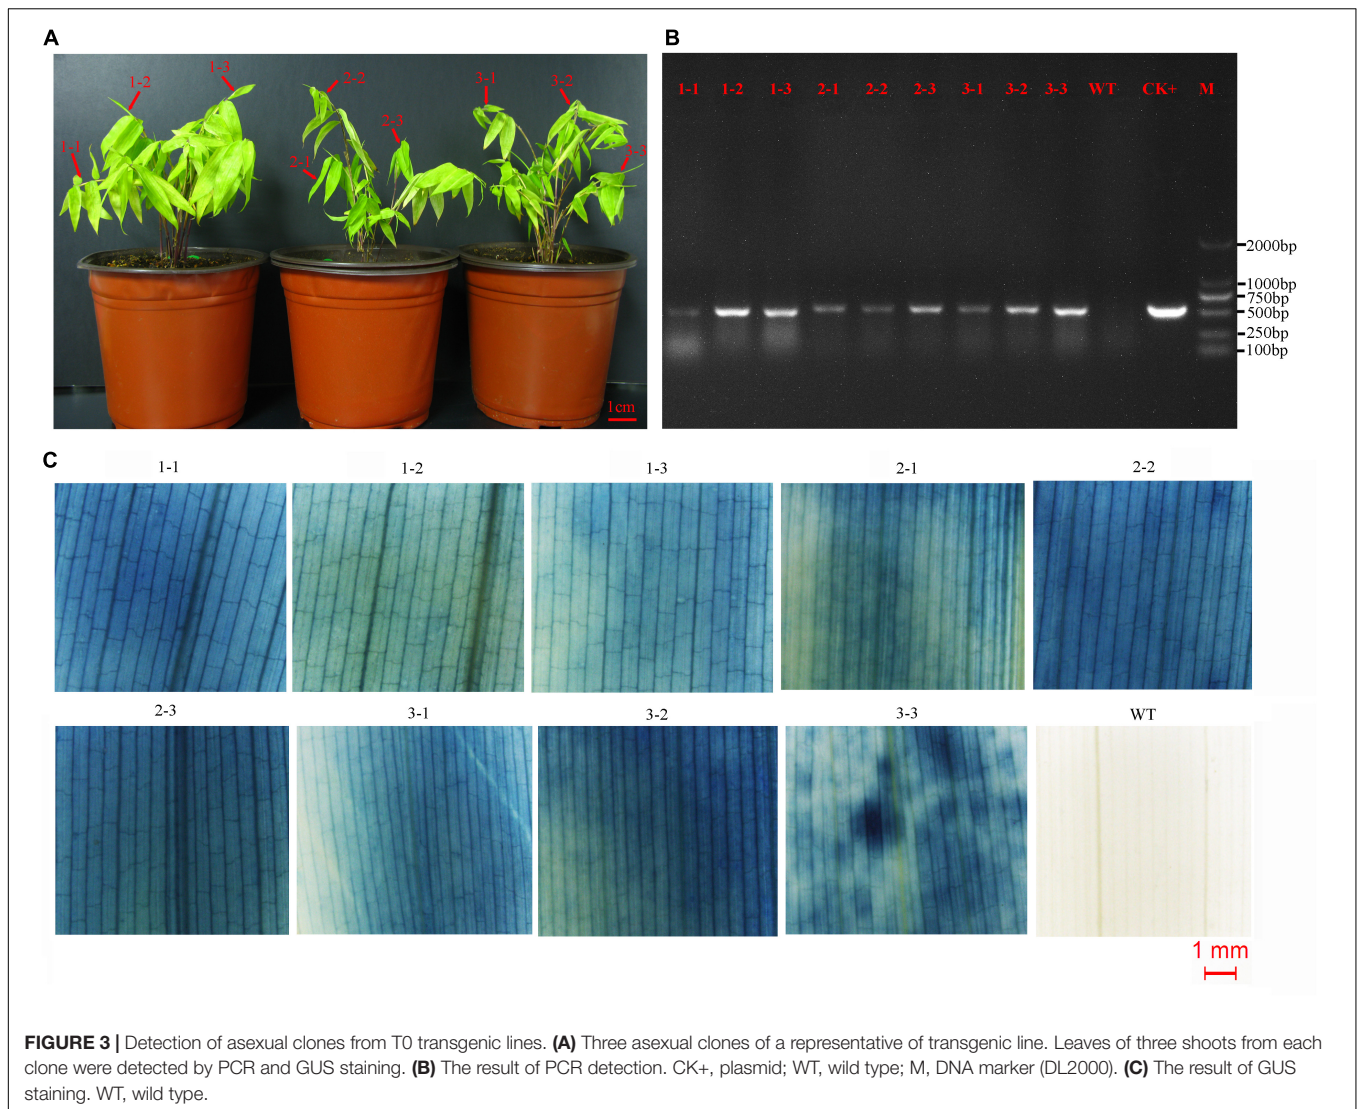 A
1-1
1-2
1-3
2-1
2-2
2-3
3-1
3-2
3-3
1cm
B
1-1 1-2 1-3 2-1 2-2 2-3 3-1 3-2 3-3 WT CK+ M
2000bp
1000bp
750bp
500bp
250bp
100bp
C
1-1 1-2 1-3 2-1 2-2
2-3 3-1 3-2 3-3 WT
1 mm
FIGURE 3 | Detection of asexual clones from T0 transgenic lines. (A) Three asexual clones of a representative of transgenic line. Leaves of three shoots from each
clone were detected by PCR and GUS staining. (B) The result of PCR detection. CK+, plasmid; WT, wild type; M, DNA marker (DL2000). (C) The result of GUS
staining. WT, wild type.